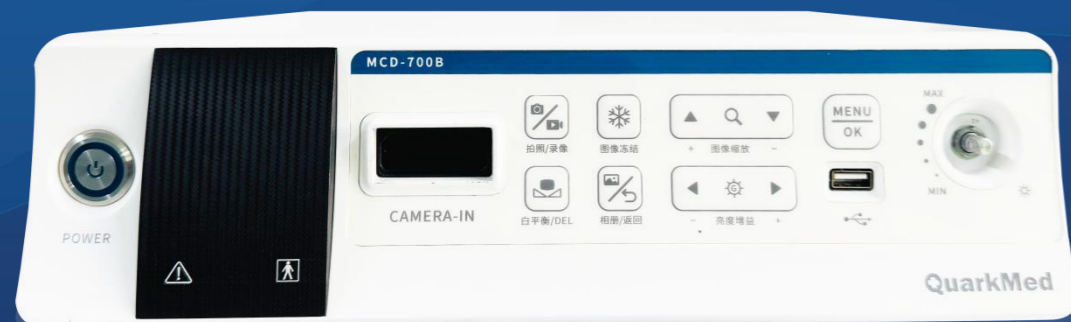 MCD-700B
POWER
CAMERA-IN
拍照/录像
图像冻结
+ 图像缩放 -
MENU
OK
MAX
MIN
白平衡/DEL
相册/返回
G
- 亮度增益 +
QuarkMed